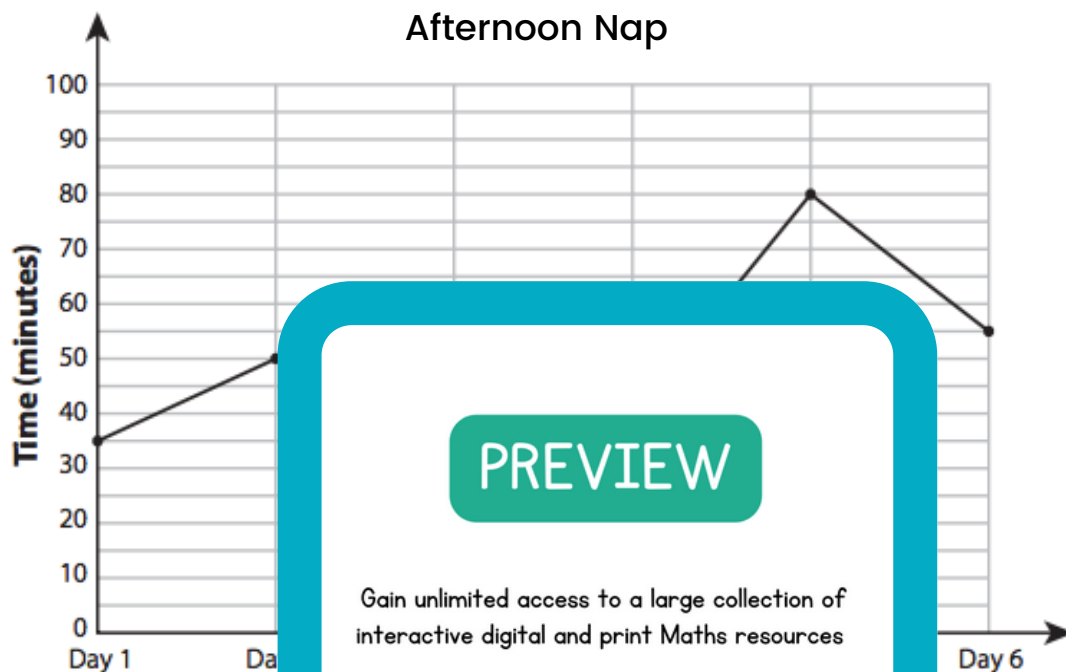 Afternoon Nap
100
90
80
70
60
50
40
30
20
10
0
Time (minutes)
Day 1
Da
Day 6
PREVIEW
Gain unlimited access to a large collection of
interactive digital and print Maths resources